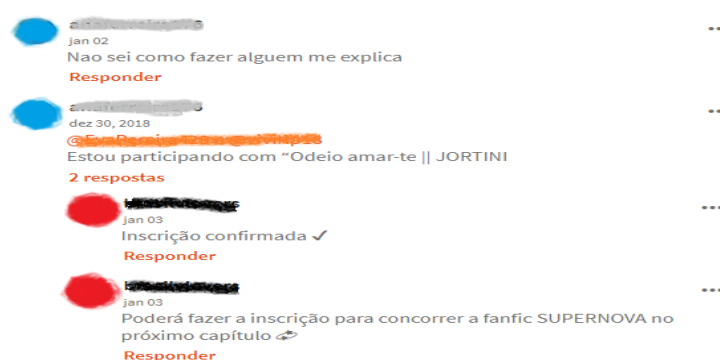 jan 02
Nao sei como fazer alguem me explica
Responder
dez 30, 2018
Estou participando com "Odeio amar-te || JORTINI
2 respostas
jan 03
Inscrição confirmada ✓
Responder
jan 03
Poderá fazer a inscrição para concorrer a fanfic SUPERNOVA no
próximo capítulo
Responder